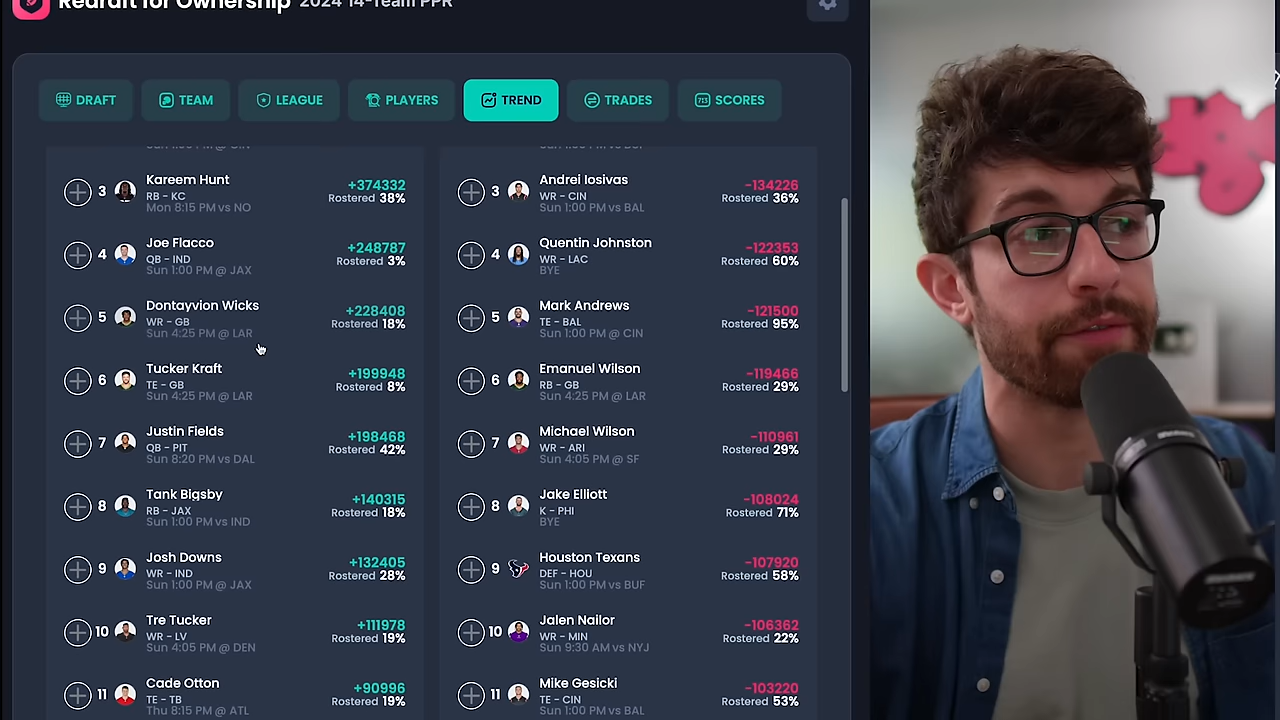 Redraft for Ownership 2024 14-Team PPR
DRAFT TEAM LEAGUE PLAYERS TREND TRADES SCORES
3 Kareem Hunt +374332
RB - KC Rostered 38%
Mon 8:15 PM vs NO
4 Joe Flacco +248787
QB - IND Rostered 3%
Sun 1:00 PM @ JAX
5 Dontayvion Wicks +228408
WR - GB Rostered 18%
Sun 4:25 PM @ LAR
6 Tucker Kraft +199948
TE - GB Rostered 8%
Sun 4:25 PM @ LAR
7 Justin Fields +198468
QB - PIT Rostered 42%
Sun 8:20 PM vs DAL
8 Tank Bigsby +140315
RB - JAX Rostered 18%
Sun 1:00 PM vs IND
9 Josh Downs +132405
WR - IND Rostered 28%
Sun 1:00 PM @ JAX
10 Tre Tucker +111978
WR - LV Rostered 19%
Sun 4:05 PM @ DEN
11 Cade Otton +90996
TE - TB Rostered 19%
Thu 8:15 PM @ ATL
3 Andrei Iosivas -134226
WR - CIN Rostered 36%
Sun 1:00 PM vs BAL
4 Quentin Johnston -122353
WR - LAC Rostered 60%
BYE
5 Mark Andrews -121500
TE - BAL Rostered 95%
Sun 1:00 PM @ CIN
6 Emanuel Wilson -119466
RB - GB Rostered 29%
Sun 4:25 PM @ LAR
7 Michael Wilson -110961
WR - ARI Rostered 29%
Sun 4:05 PM @ SF
8 Jake Elliott -108024
K - PHI Rostered 71%
BYE
9 Houston Texans -107920
DEF - HOU Rostered 58%
Sun 1:00 PM vs BUF
10 Jalen Nailor -106362
WR - MIN Rostered 22%
Sun 9:30 AM vs NYJ
11 Mike Gesicki -103220
TE - CIN Rostered 53%
Sun 1:00 PM vs BAL